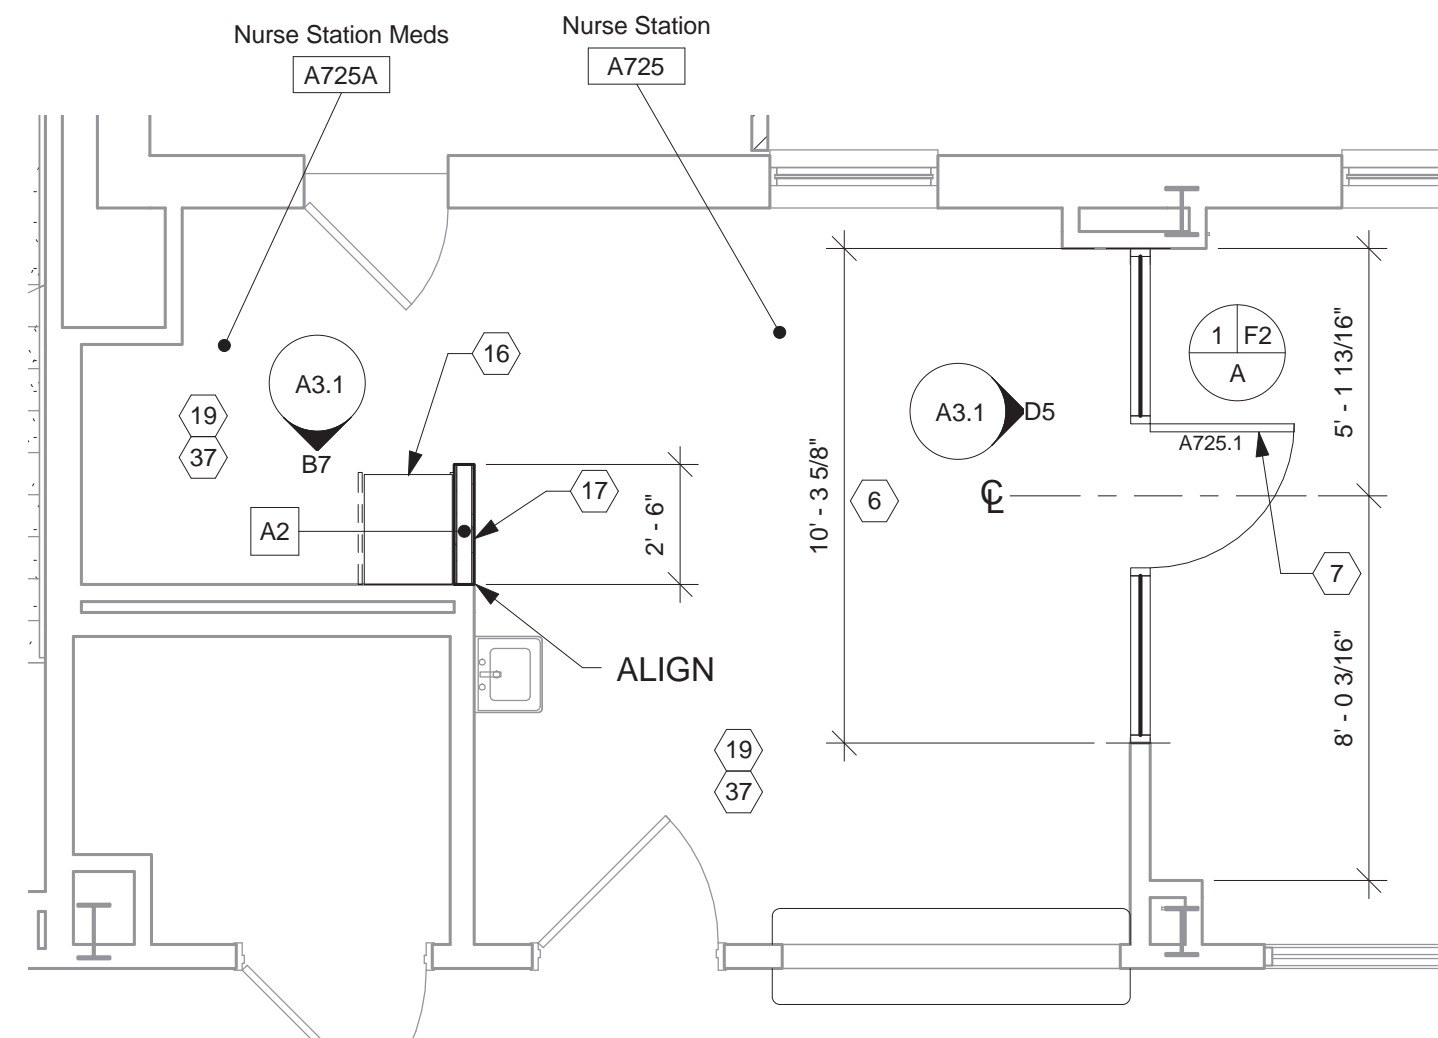 Nurse Station Meds
A725A
Nurse Station
A725
1 F2
A
A3.1
B7
16
19
37
A3.1
D5
A725.1
5' - 1 13/16"
10' - 3 5/8"
6
CL
17
A2
2' - 6"
7
ALIGN
8' - 0 3/16"
19
37